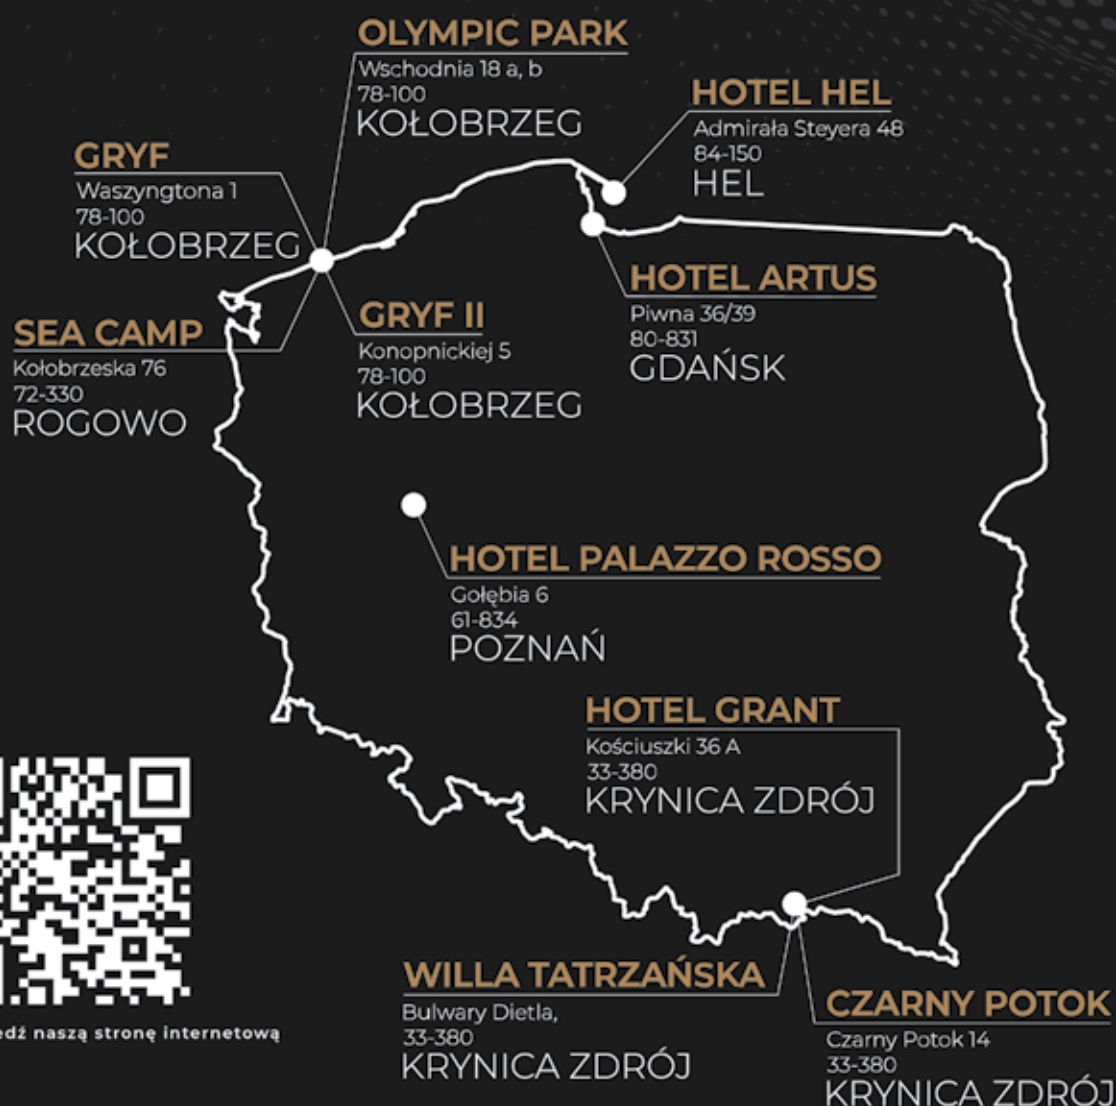 OLYMPIC PARK
Wschodnia 18 a, b
78-100
KOŁOBRZEG
HOTEL HEL
Admirała Steyera 48
84-150
HEL
GRYF
Waszyngtona 1
78-100
KOŁOBRZEG
HOTEL ARTUS
Piwna 36/39
80-831
GDAŃSK
SEA CAMP
Kołobrzeska 76
72-330
ROGOWO
GRYF II
Konopnickiej 5
78-100
KOŁOBRZEG
HOTEL PALAZZO ROSSO
Gołębia 6
61-834
POZNAŃ
HOTEL GRANT
Kościuszki 36 A
33-380
KRYNICA ZDRÓJ
WILLA TATRZAŃSKA
Bulwary Dietla,
33-380
KRYNICA ZDRÓJ
CZARNY POTOK
Czarny Potok 14
33-380
KRYNICA ZDRÓJ
edź naszą stronę internetową